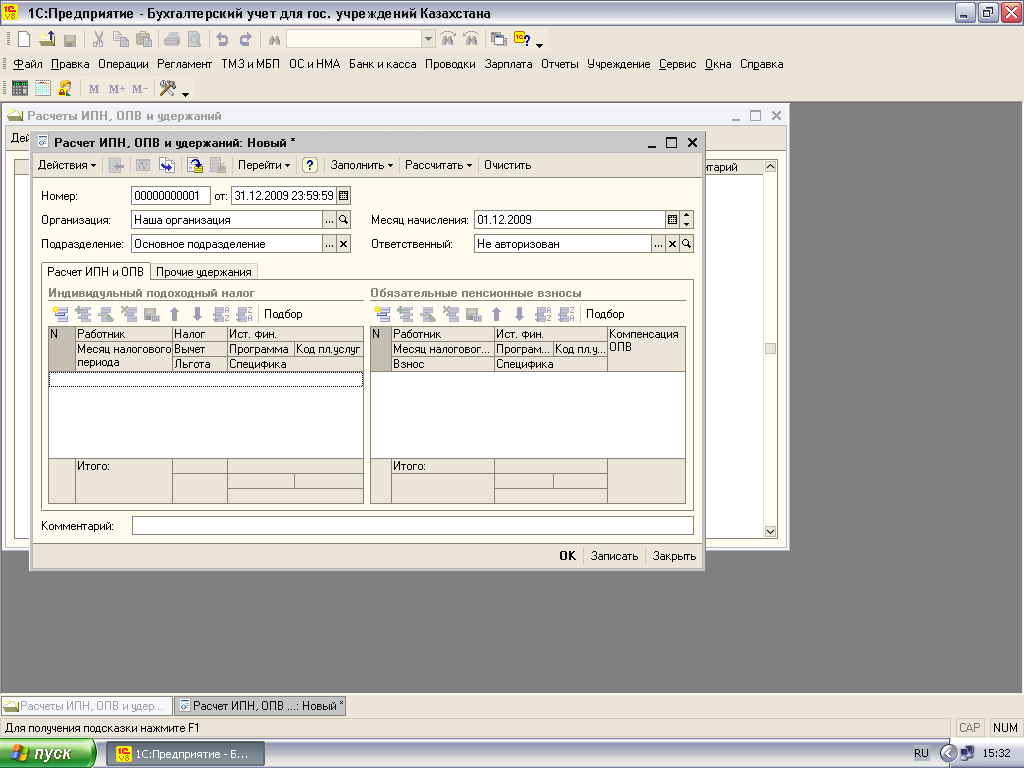 1С:Предприятие - Бухгалтерский учет для гос. учреждений Казахстана
Файл Правка Операции Регламент ТМЗ и МБП ОС и НМА Банк и касса Проводки Зарплата Отчеты Учреждение Сервис Окна Справка
M M+ M-
Расчеты ИПН, ОПВ и удержаний
Дей
тарий
Расчет ИПН, ОПВ и удержаний: Новый *
Действия Перейти ? Заполнить Рассчитать Очистить
Номер: 00000000001 от: 31.12.2009 23:59:59
Организация: Наша организация ... Месяц начисления: 01.12.2009
Подразделение: Основное подразделение ... Ответственный: Не авторизован ...
Расчет ИПН и ОПВ Прочие удержания
Индивидульный подоходный налог Обязательные пенсионные взносы
Подбор Подбор
N Работник Налог Ист. фин. N Работник Ист. фин. Компенсация ОПВ
Месяц налогового периода Вычет Программа Код пл.услуг Месяц налоговог... Програм... Код пл.у...
Льгота Специфика Взнос Специфика
Итого: Итого:
Комментарий:
OK Записать Закрыть
Расчеты ИПН, ОПВ и удер... Расчет ИПН, ОПВ ...: Новый *
Для получения подсказки нажмите F1 CAP NUM
пуск 1С:Предприятие - Б... RU 15:32